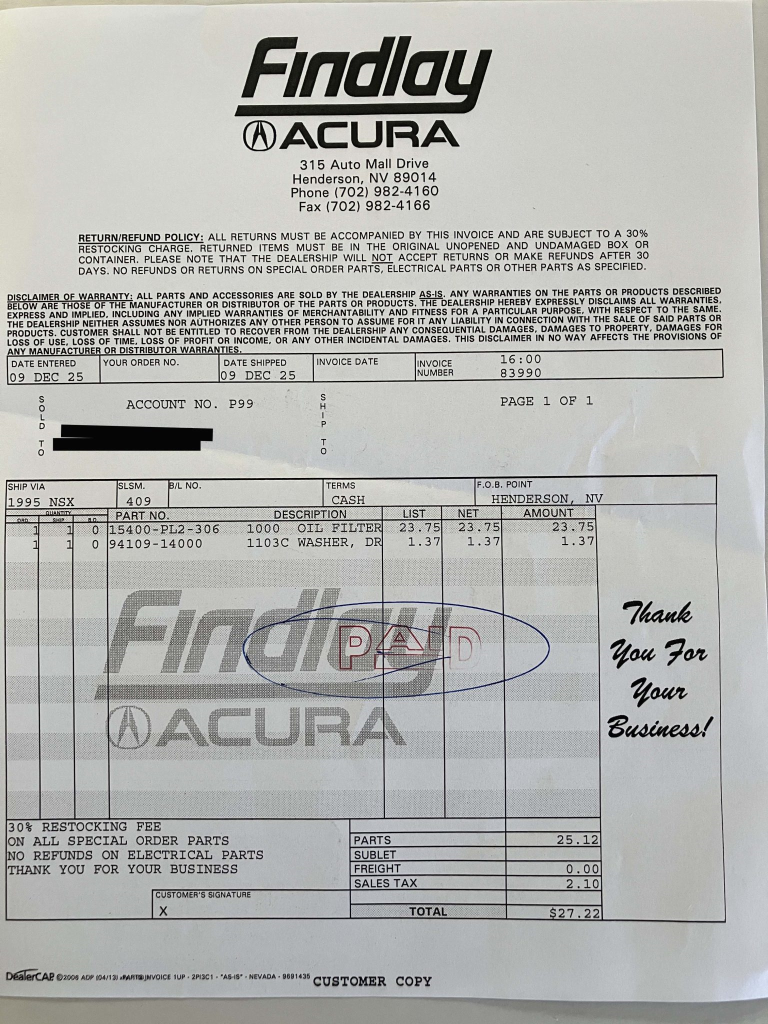 Findlay
ACURA
315 Auto Mall Drive
Henderson, NV 89014
Phone (702) 982-4160
Fax (702) 982-4166
RETURN/REFUND POLICY: ALL RETURNS MUST BE ACCOMPANIED BY THIS INVOICE AND ARE SUBJECT TO A 30%
RESTOCKING CHARGE. RETURNED ITEMS MUST BE IN THE ORIGINAL UNOPENED AND UNDAMAGED BOX OR
CONTAINER. PLEASE NOTE THAT THE DEALERSHIP WILL NOT ACCEPT RETURNS OR MAKE REFUNDS AFTER 30
DAYS. NO REFUNDS OR RETURNS ON SPECIAL ORDER PARTS, ELECTRICAL PARTS OR OTHER PARTS AS SPECIFIED.
DISCLAIMER OF WARRANTY: ALL PARTS AND ACCESSORIES ARE SOLD BY THE DEALERSHIP AS-IS. ANY WARRANTIES ON THE PARTS OR PRODUCTS DESCRIBED
BELOW ARE THOSE OF THE MANUFACTURER OR DISTRIBUTOR OF THE PARTS OR PRODUCTS. THE DEALERSHIP HEREBY EXPRESSLY DISCLAIMS ALL WARRANTIES,
EXPRESS AND IMPLIED, INCLUDING ANY IMPLIED WARRANTIES OF MERCHANTABILITY AND FITNESS FOR A PARTICULAR PURPOSE, WITH RESPECT TO THE SAME.
THE DEALERSHIP NEITHER ASSUMES NOR AUTHORIZES ANY OTHER PERSON TO ASSUME FOR IT ANY LIABILITY IN CONNECTION WITH THE SALE OF SAID PARTS OR
PRODUCTS. CUSTOMER SHALL NOT BE ENTITLED TO RECOVER FROM THE DEALERSHIP ANY CONSEQUENTIAL DAMAGES, DAMAGES TO PROPERTY, DAMAGES FOR
LOSS OF USE, LOSS OF TIME, LOSS OF PROFIT OR INCOME, OR ANY OTHER INCIDENTAL DAMAGES. THIS DISCLAIMER IN NO WAY AFFECTS THE PROVISIONS OF
ANY MANUFACTURER OR DISTRIBUTOR WARRANTIES.
DATE ENTERED YOUR ORDER NO. DATE SHIPPED INVOICE DATE INVOICE NUMBER 16:00
09 DEC 25 09 DEC 25 83990
SOLD TO ACCOUNT NO. P99 SHIP TO PAGE 1 OF 1
SHIP VIA SLSM. B/L NO. TERMS F.O.B. POINT
1995 NSX 409 CASH HENDERSON, NV
QUANTITY PART NO. DESCRIPTION LIST NET AMOUNT
ORD. SHIP B.O.
1 1 0 15400-PL2-306 1000 OIL FILTER 23.75 23.75 23.75
1 1 0 94109-14000 1103C WASHER, DR 1.37 1.37 1.37
Findlay
ACURA
PAID
Thank
You For
Your
Business!
30% RESTOCKING FEE
ON ALL SPECIAL ORDER PARTS
NO REFUNDS ON ELECTRICAL PARTS
THANK YOU FOR YOUR BUSINESS
PARTS 25.12
SUBLET
FREIGHT 0.00
SALES TAX 2.10
CUSTOMER'S SIGNATURE
X
TOTAL $27.22
DealerCAP ©2006 ADP (04/13) PARTS INVOICE 1UP - 2PI3C1 - "AS-IS" - NEVADA - 9691435
CUSTOMER COPY